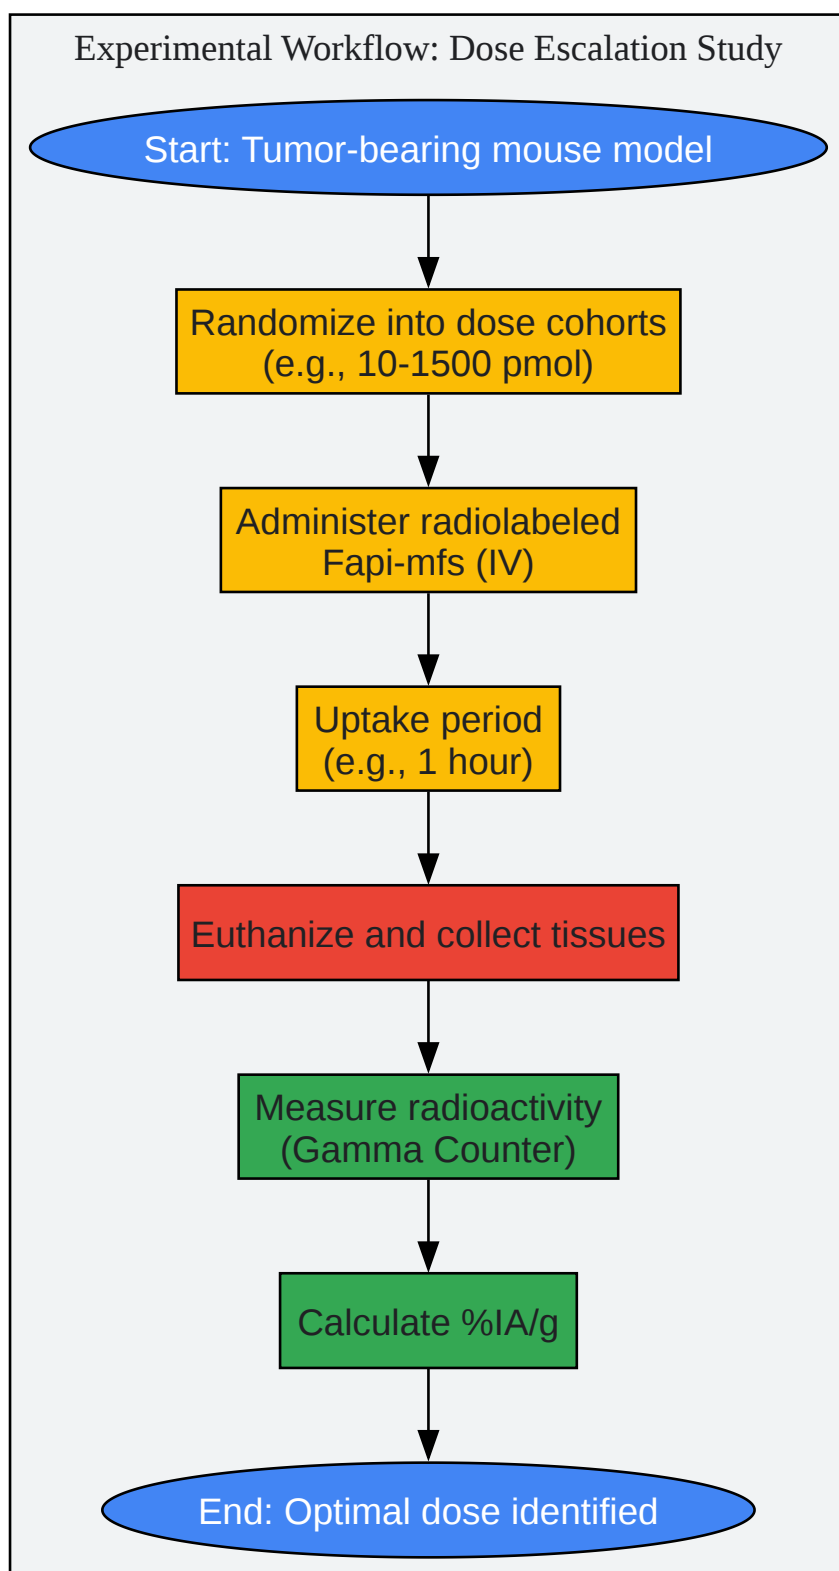 Experimental Workflow: Dose Escalation Study
Start: Tumor-bearing mouse model
Randomize into dose cohorts
(e.g., 10-1500 pmol)
Administer radiolabeled
Fapi-mfs (IV)
Uptake period
(e.g., 1 hour)
Euthanize and collect tissues
Measure radioactivity
(Gamma Counter)
Calculate %IA/g
End: Optimal dose identified